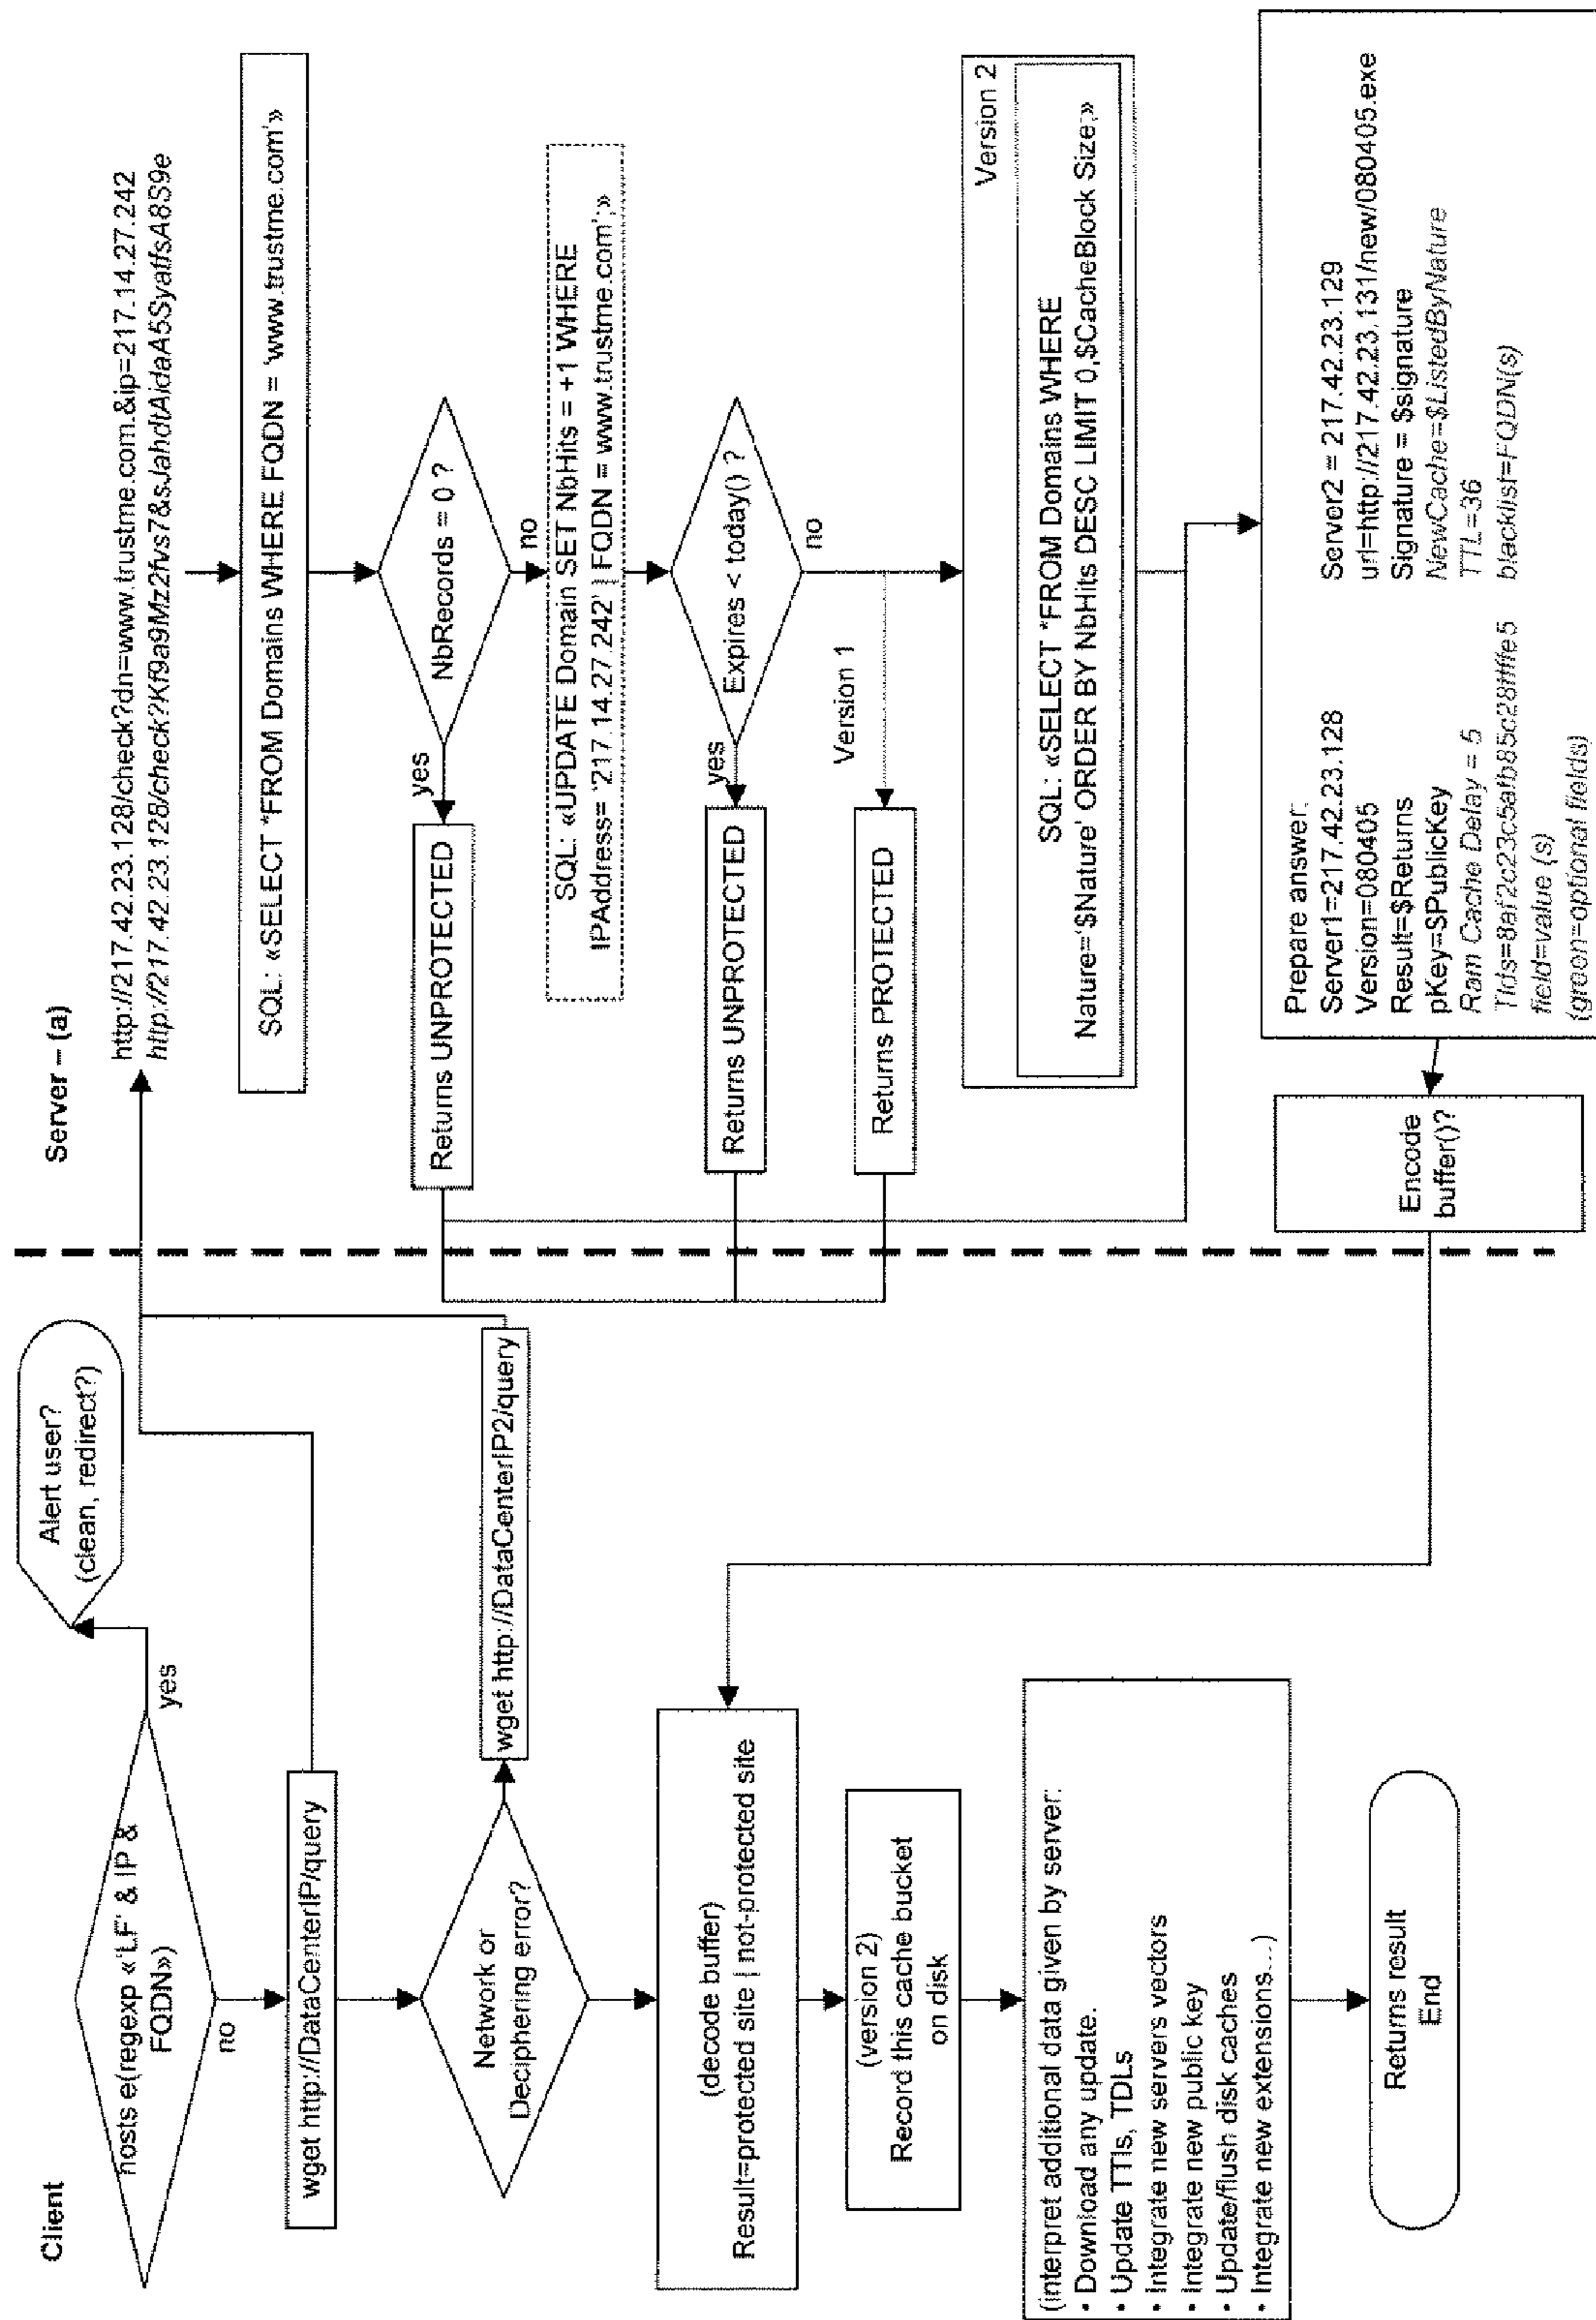 Client
hosts e(regexp «'LF' & IP &
FQDN»)
yes
no
Alert user?
(clean, redirect?)
wget http://DataCenterIP/query
Network or
Deciphering error?
wget http://DataCenterIP2/query
(decode buffer)
Result=protected site | not-protected site
(version 2)
Record this cache bucket
on disk
(interpret additional data given by server:
• Download any update.
• Update TTIs, TDLs
• Integrate new servers vectors
• Integrate new public key
• Update/flush disk caches
• Integrate new extensions...)
Returns result
End
Server – (a)
http://217.42.23.128/check?dn=www.trustme.com.&ip=217.14.27.242
http://217.42.23.128/check?Kf9a9Mz2fvs7&sJahdtAidaA5SyatfsA8S9e
SQL: «SELECT *FROM Domains WHERE FQDN = 'www.trustme.com'»
NbRecords = 0 ?
yes
no
Returns UNPROTECTED
SQL: «UPDATE Domain SET NbHits = +1 WHERE
IPAddress= '217.14.27.242' | FQDN = www.trustme.com';»
Expires < today() ?
yes
no
Returns UNPROTECTED
Version 1
Returns PROTECTED
Version 2
SQL: «SELECT *FROM Domains WHERE
Nature='$Nature' ORDER BY NbHits DESC LIMIT 0,$CacheBlock Size;»
Prepare answer:
Server1=217.42.23.128 Server2 = 217.42.23.129
Version=080405 url=http://217.42.23.131/new/080405.exe
Result=$Returns Signature = $signature
pKey=$PublicKey NewCache=$ListedByNature
Ram Cache Delay = 5 TTL=36
Tlds=8af2c23c5afb85c28ffffe5 blacklist=FQDN(s)
field=value (s)
(green=optional fields)
Encode
buffer()?